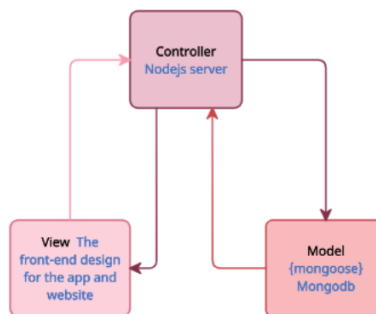 Controller
Nodejs server
View The
front-end design
for the app and
website
Model
{mongoose}
Mongodb